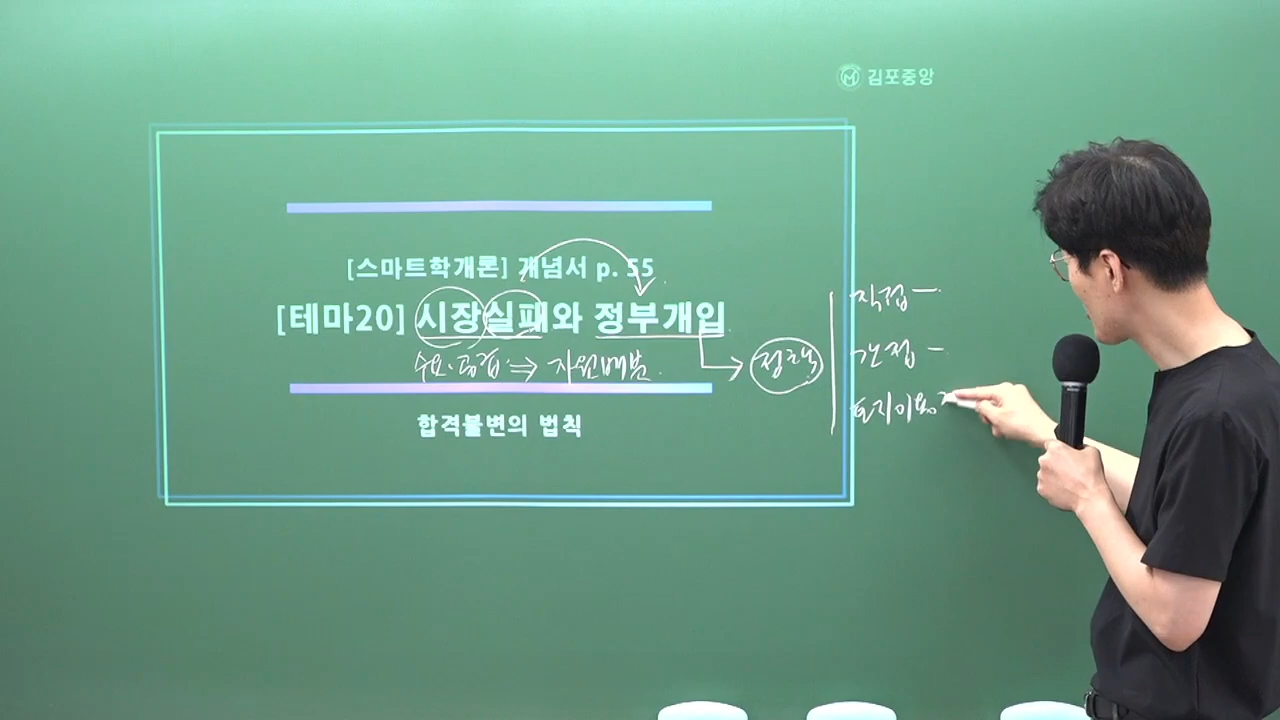 김포중앙
[스마트학개론] 개념서 p. 55
[테마20] 시장실패와 정부개입
수요·공급 ⇒ 자원배분
정책
직접 —
간접 —
토지이용
합격불변의 법칙